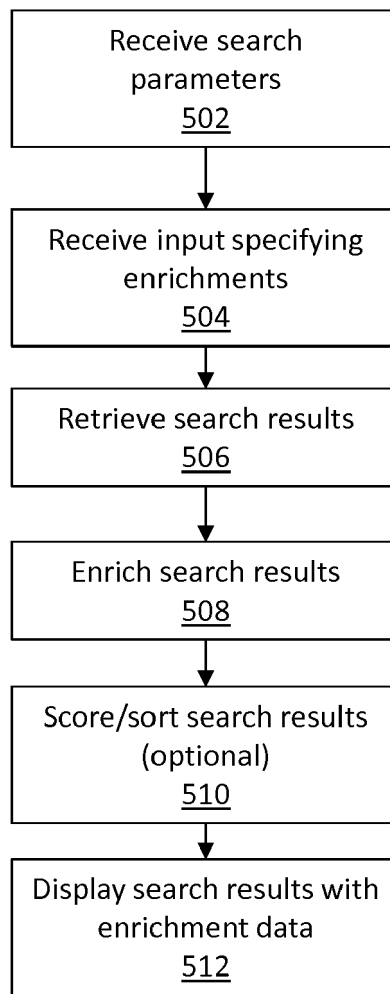 Receive search
parameters
502
Receive input specifying
enrichments
504
Retrieve search results
506
Enrich search results
508
Score/sort search results
(optional)
510
Display search results with
enrichment data
512